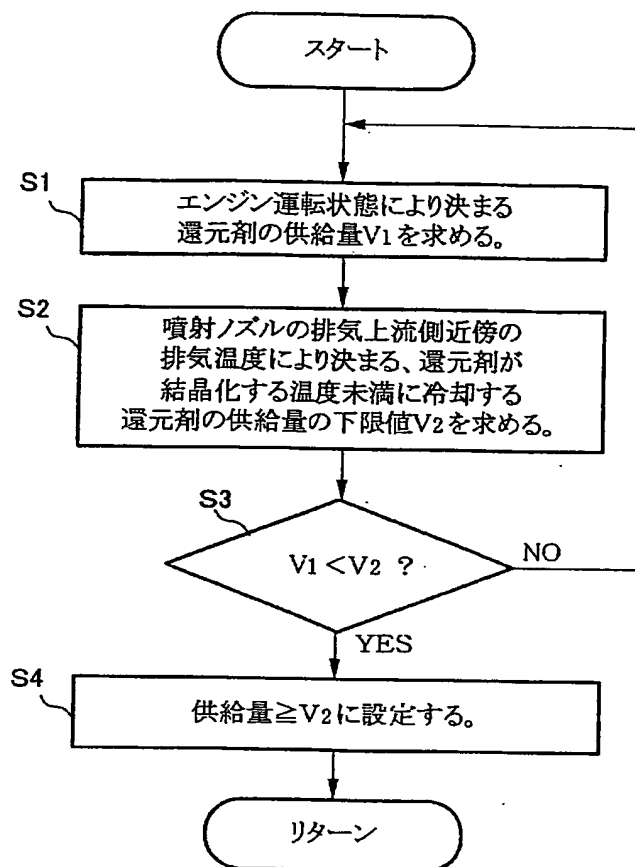 スタート
S1
エンジン運転状態により決まる
還元剤の供給量V1を求める。
S2
噴射ノズルの排気上流側近傍の
排気温度により決まる、還元剤が
結晶化する温度未満に冷却する
還元剤の供給量の下限値V2を求める。
S3
V1<V2 ?
NO
YES
S4
供給量≧V2に設定する。
リターン